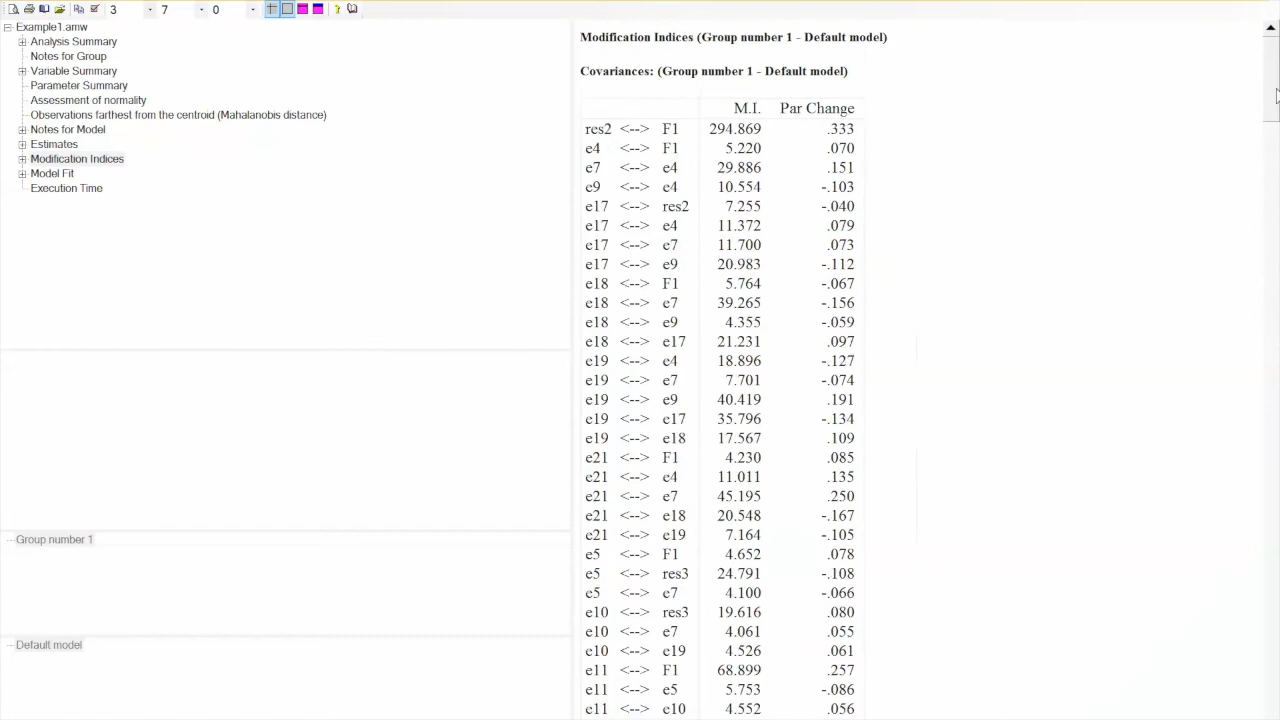 3 7 0
Example1.amw
Analysis Summary
Notes for Group
Variable Summary
Parameter Summary
Assessment of normality
Observations farthest from the centroid (Mahalanobis distance)
Notes for Model
Estimates
Modification Indices
Model Fit
Execution Time
Group number 1
Default model
Modification Indices (Group number 1 - Default model)
Covariances: (Group number 1 - Default model)
M.I. Par Change
res2 <--> F1 294.869 .333
e4 <--> F1 5.220 .070
e7 <--> e4 29.886 .151
e9 <--> e4 10.554 -.103
e17 <--> res2 7.255 -.040
e17 <--> e4 11.372 .079
e17 <--> e7 11.700 .073
e17 <--> e9 20.983 -.112
e18 <--> F1 5.764 -.067
e18 <--> e7 39.265 -.156
e18 <--> e9 4.355 -.059
e18 <--> e17 21.231 .097
e19 <--> e4 18.896 -.127
e19 <--> e7 7.701 -.074
e19 <--> e9 40.419 .191
e19 <--> e17 35.796 -.134
e19 <--> e18 17.567 .109
e21 <--> F1 4.230 .085
e21 <--> e4 11.011 .135
e21 <--> e7 45.195 .250
e21 <--> e18 20.548 -.167
e21 <--> e19 7.164 -.105
e5 <--> F1 4.652 .078
e5 <--> res3 24.791 -.108
e5 <--> e7 4.100 -.066
e10 <--> res3 19.616 .080
e10 <--> e7 4.061 .055
e10 <--> e19 4.526 .061
e11 <--> F1 68.899 .257
e11 <--> e5 5.753 -.086
e11 <--> e10 4.552 .056